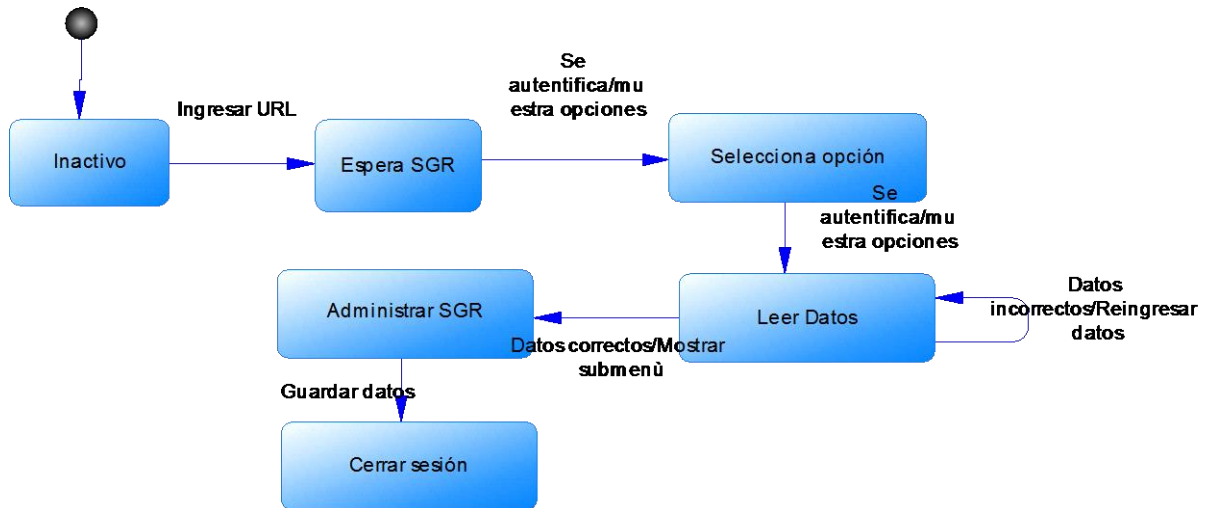 Ingresar URL
Se
autentifica/mu
estra opciones
Inactivo
Espera SGR
Selecciona opción
Se
autentifica/mu
estra opciones
Administrar SGR
Leer Datos
Datos
incorrectos/Reingresar
datos
Datos correctos/Mostrar
submenù
Guardar datos
Cerrar sesión